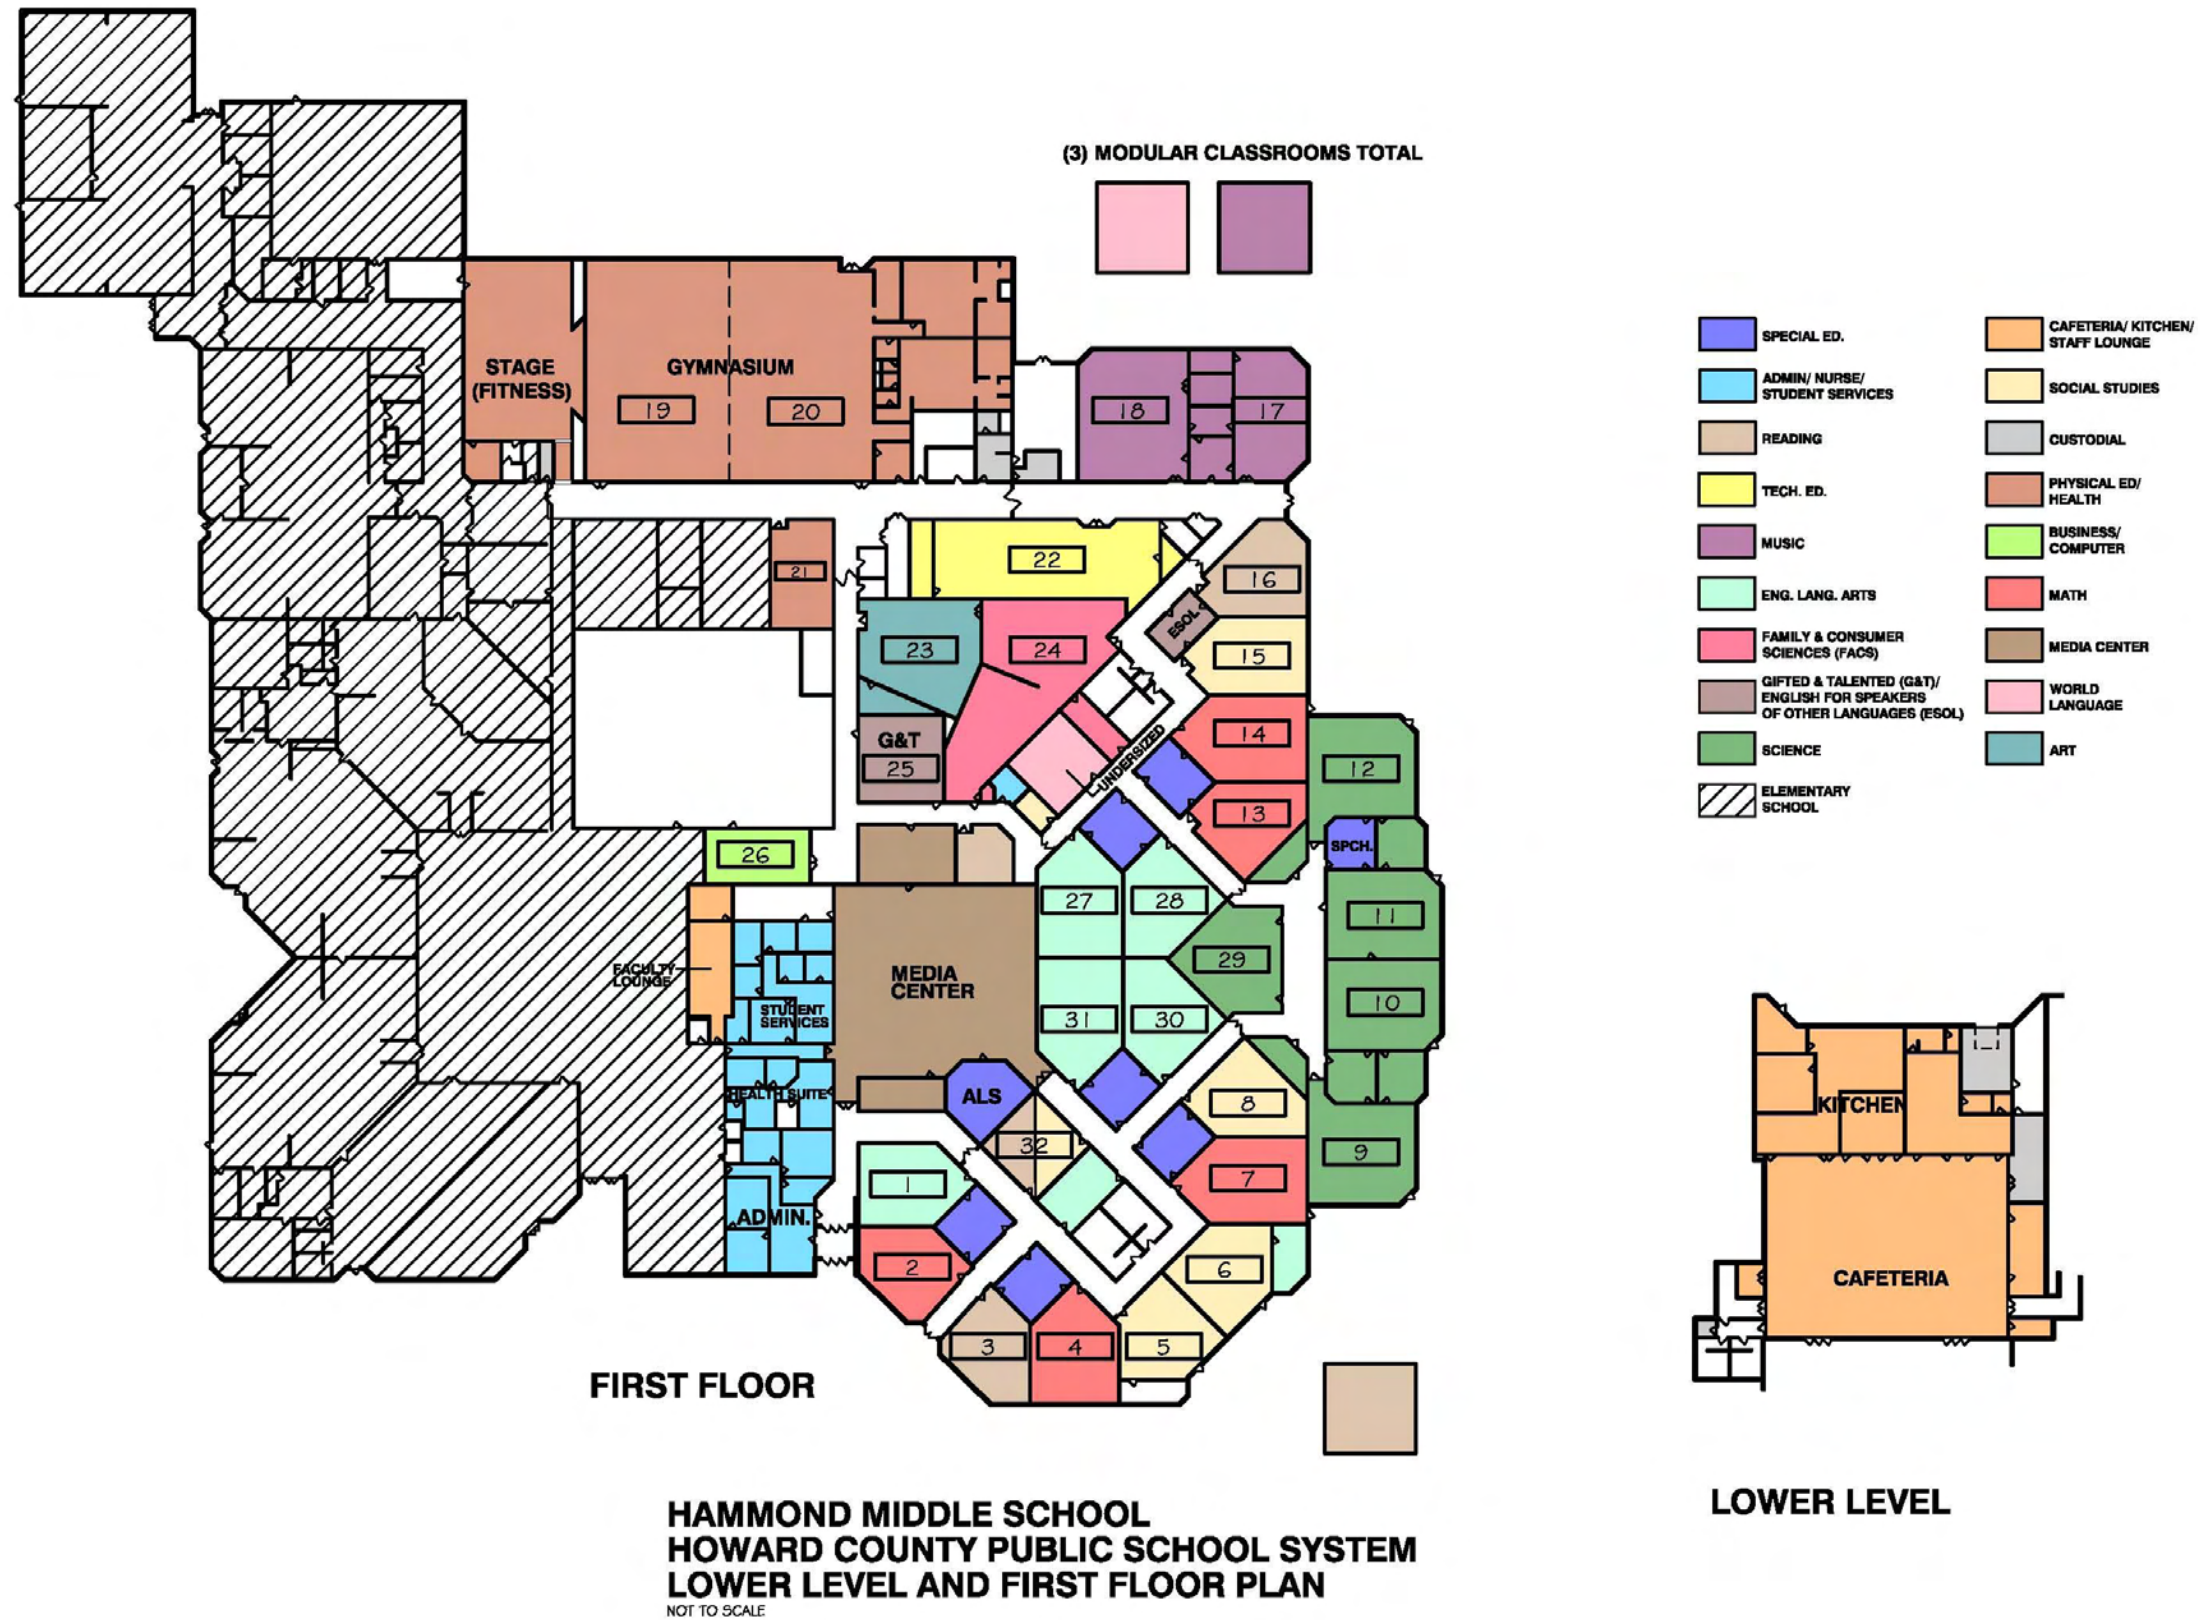 (3) MODULAR CLASSROOMS TOTAL
STAGE
(FITNESS)
GYMNASIUM
19
20
18
17
21
22
16
ESOL
23
24
15
G&T
25
14
UNDERSIZED
13
12
SPCH.
26
27
28
11
29
10
FACULTY
LOUNGE
STUDENT
SERVICES
MEDIA
CENTER
31
30
HEALTH SUITE
ALS
8
32
9
1
7
ADMIN.
2
6
3
4
5
SPECIAL ED.
ADMIN/ NURSE/
STUDENT SERVICES
READING
TECH. ED.
MUSIC
ENG. LANG. ARTS
FAMILY & CONSUMER
SCIENCES (FACS)
GIFTED & TALENTED (G&T)/
ENGLISH FOR SPEAKERS
OF OTHER LANGUAGES (ESOL)
SCIENCE
ELEMENTARY
SCHOOL
CAFETERIA/ KITCHEN/
STAFF LOUNGE
SOCIAL STUDIES
CUSTODIAL
PHYSICAL ED/
HEALTH
BUSINESS/
COMPUTER
MATH
MEDIA CENTER
WORLD
LANGUAGE
ART
KITCHEN
CAFETERIA
FIRST FLOOR
LOWER LEVEL
HAMMOND MIDDLE SCHOOL
HOWARD COUNTY PUBLIC SCHOOL SYSTEM
LOWER LEVEL AND FIRST FLOOR PLAN
NOT TO SCALE